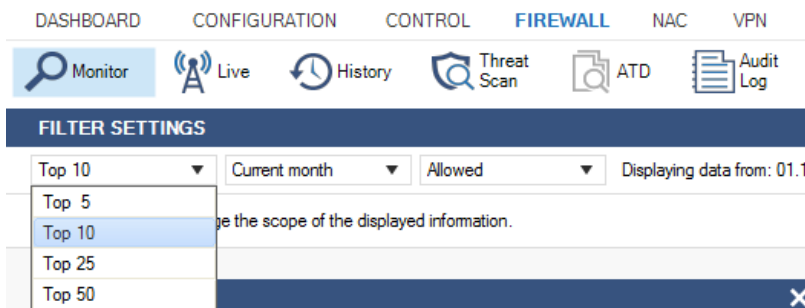 DASHBOARD CONFIGURATION CONTROL FIREWALL NAC VPN
Monitor Live History Threat Scan ATD Audit Log
FILTER SETTINGS
Top 10 Current month Allowed Displaying data from: 01.1
Top 5
Top 10 the scope of the displayed information.
Top 25
Top 50